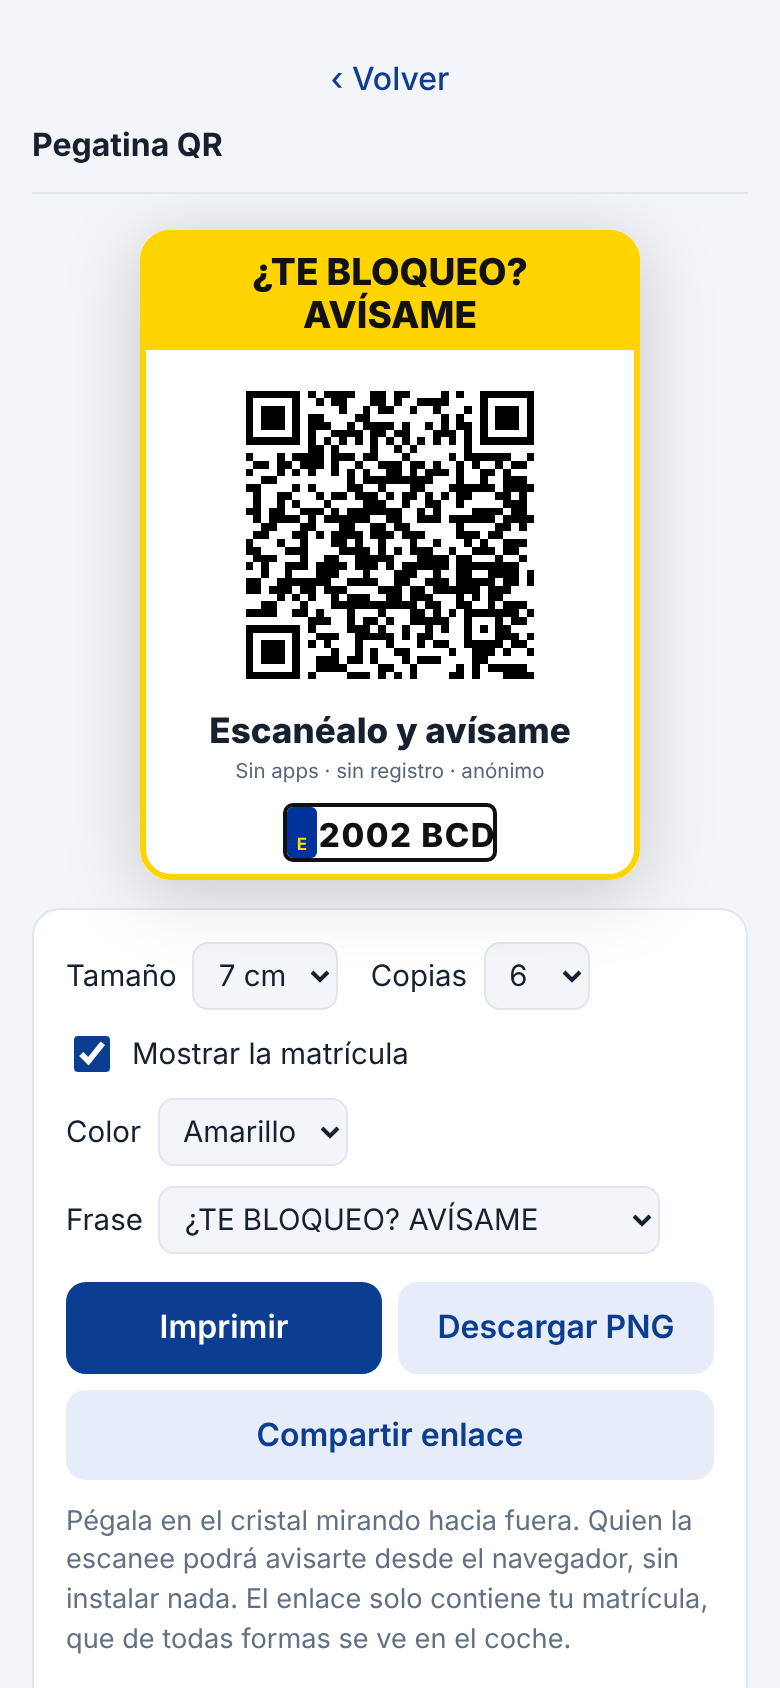 ‹ Volver
Pegatina QR
¿TE BLOQUEO?
AVÍSAME
Escanéalo y avísame
Sin apps · sin registro · anónimo
E 2002 BCD
Tamaño 7 cm Copias 6
Mostrar la matrícula
Color Amarillo
Frase ¿TE BLOQUEO? AVÍSAME
Imprimir Descargar PNG
Compartir enlace
Pégala en el cristal mirando hacia fuera. Quien la
escanee podrá avisarte desde el navegador, sin
instalar nada. El enlace solo contiene tu matrícula,
que de todas formas se ve en el coche.